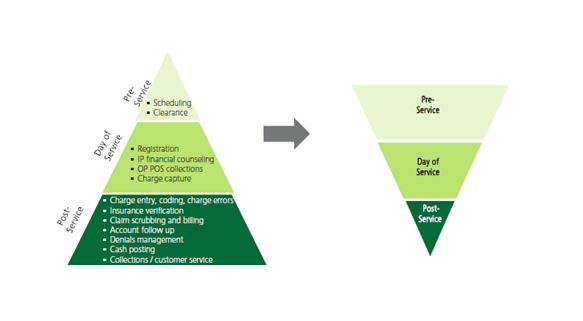 Pre-
Service
▪ Scheduling
▪ Clearance
Day of
Service
▪ Registration
▪ IP financial counseling
▪ OP POS collections
▪ Charge capture
Post-
Service
▪ Charge entry, coding, charge errors
▪ Insurance verification
▪ Claim scrubbing and billing
▪ Account follow up
▪ Denials management
▪ Cash posting
▪ Collections / customer service
Pre-
Service
Day of
Service
Post-
Service